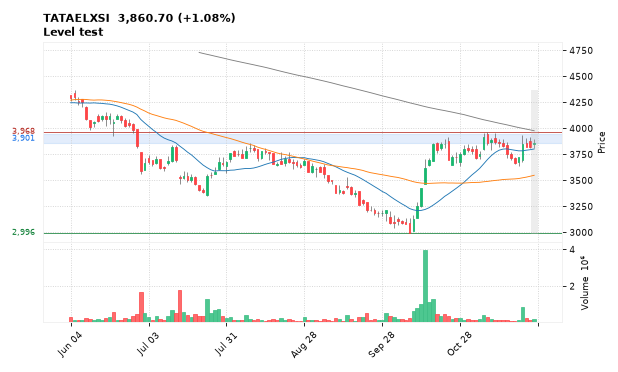 TATAELXSI 3,860.70 (+1.08%)
Level test
4750
4500
4250
4000
3750
3500
3250
3000
Price
3,968
3,901
2,996
4
2
Volume 10⁶
Jun 04
Jul 03
Jul 31
Aug 28
Sep 28
Oct 28